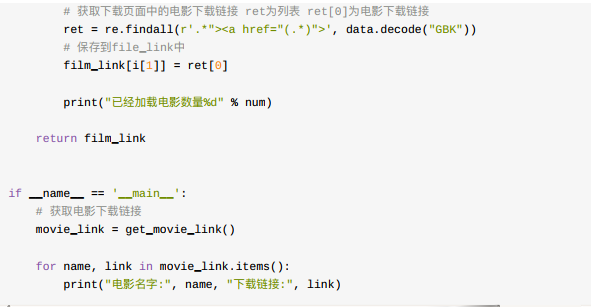 # 获取下载页面中的电影下载链接 ret为列表 ret[0]为电影下载链接
ret = re.findall(r'.*"><a href="(.*)">', data.decode("GBK"))
# 保存到file_link中
film_link[i[1]] = ret[0]
print("已经加载电影数量%d" % num)
return film_link
if __name__ == '__main__':
# 获取电影下载链接
movie_link = get_movie_link()
for name, link in movie_link.items():
print("电影名字:", name, "下载链接:", link)